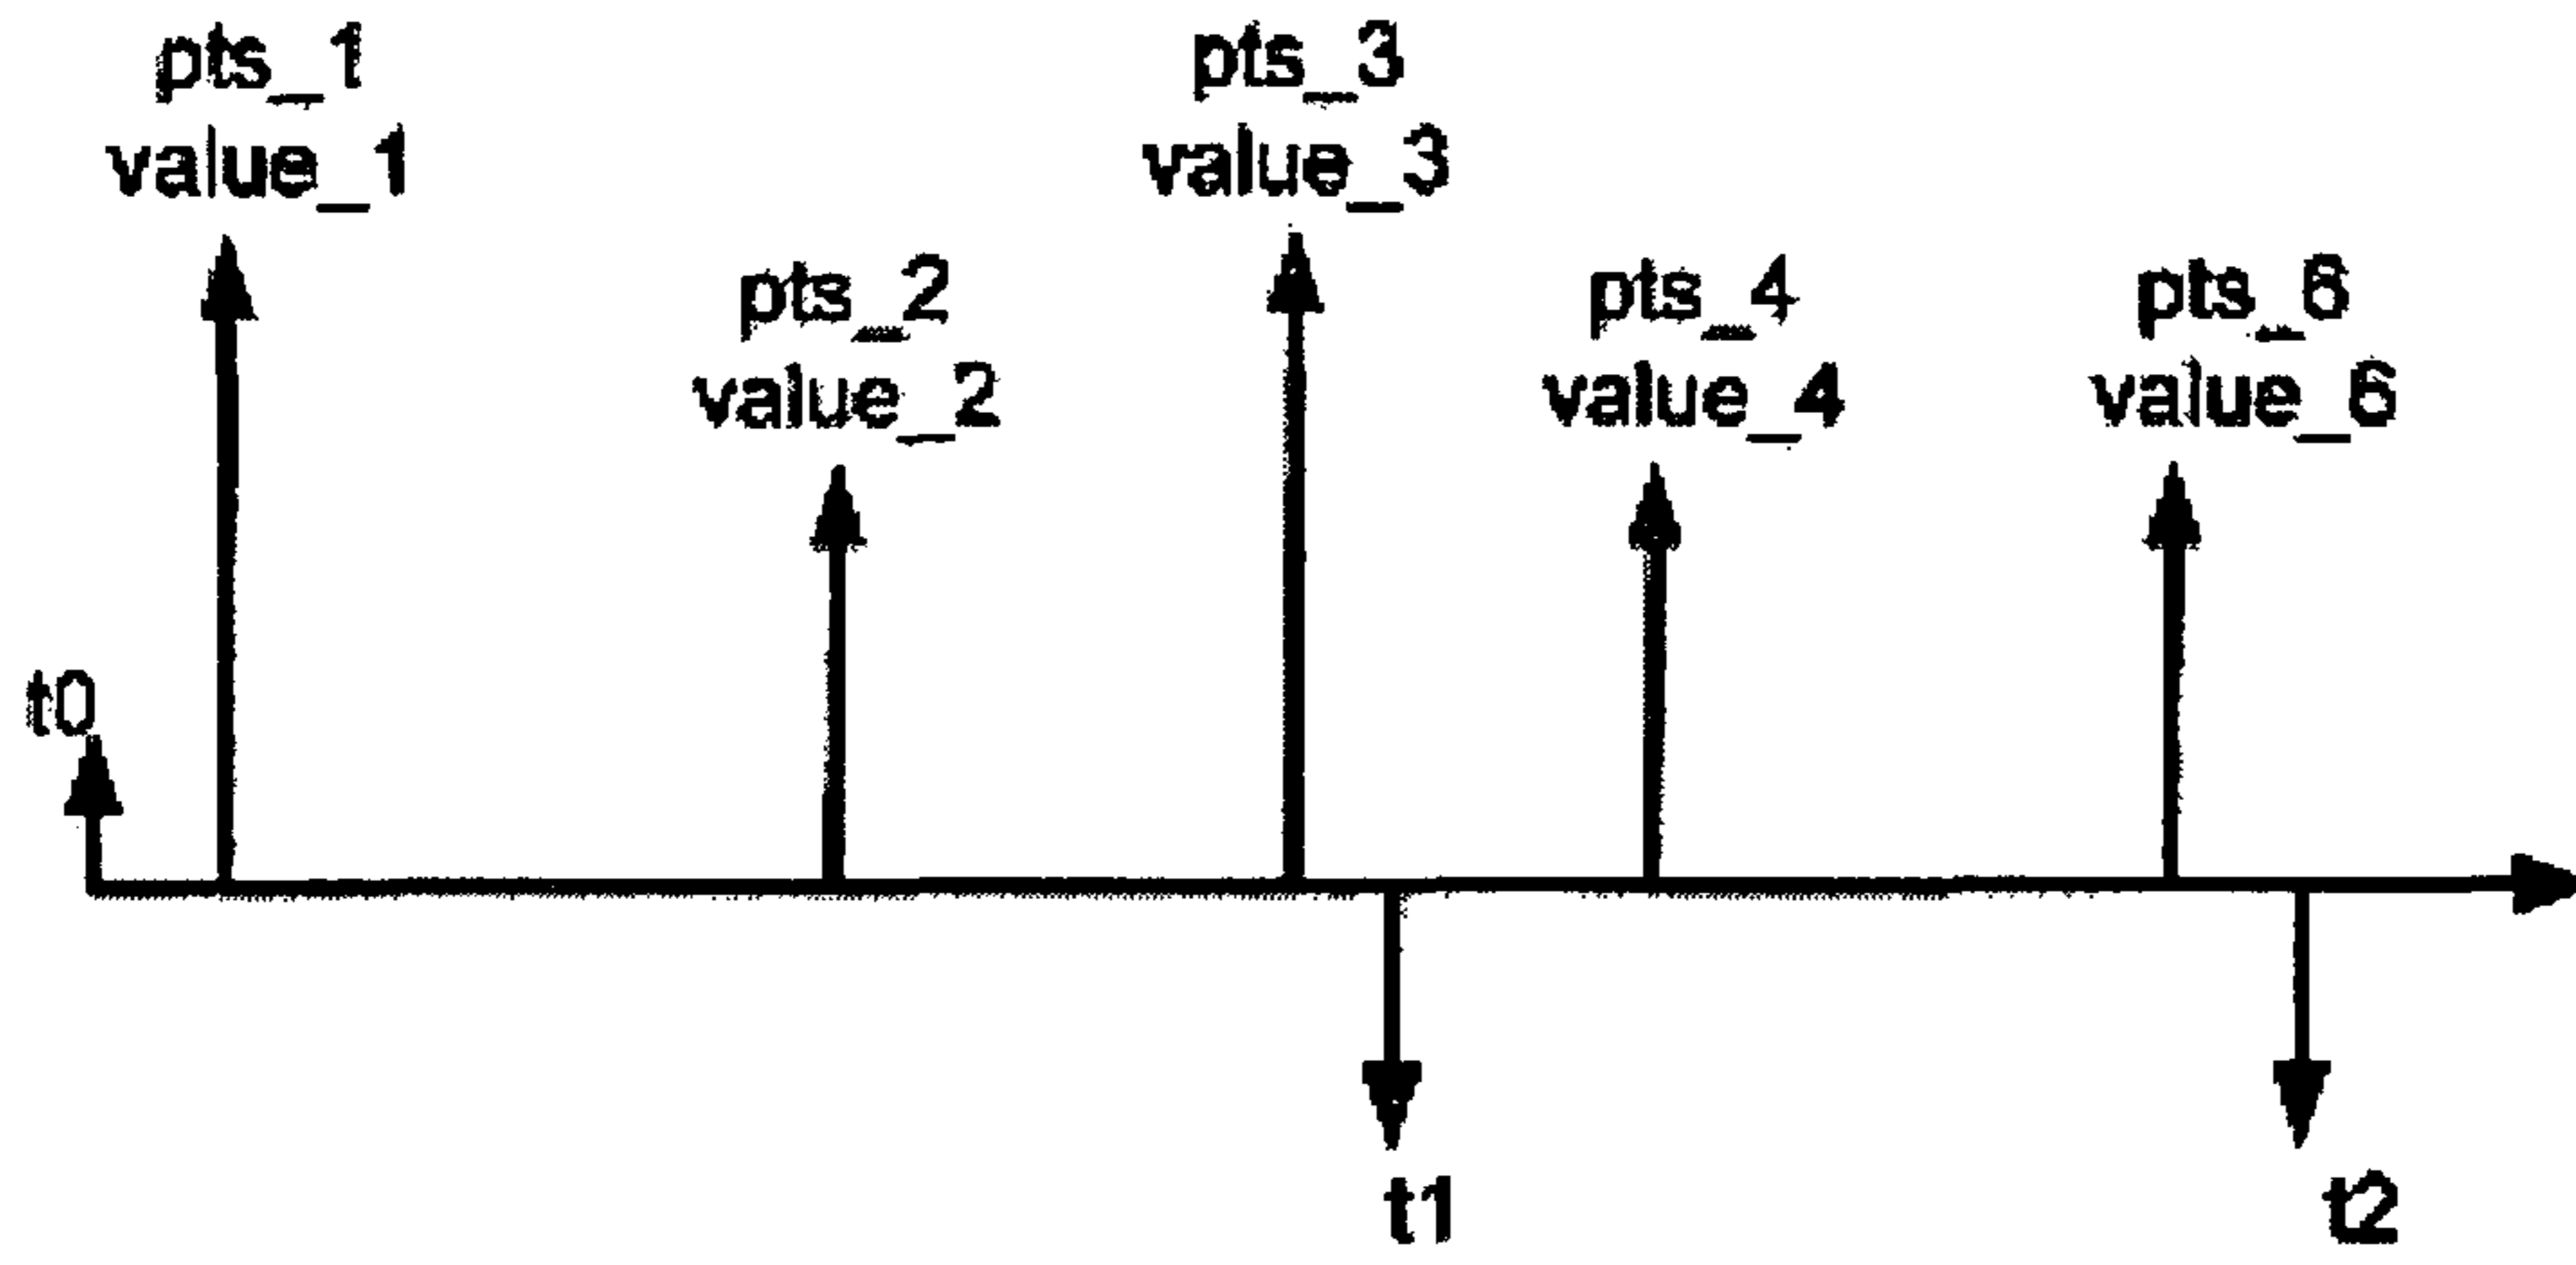 pts_1
value_1
pts_3
value_3
pts_2
value_2
pts_4
value_4
pts_6
value_6
t0
t1
t2